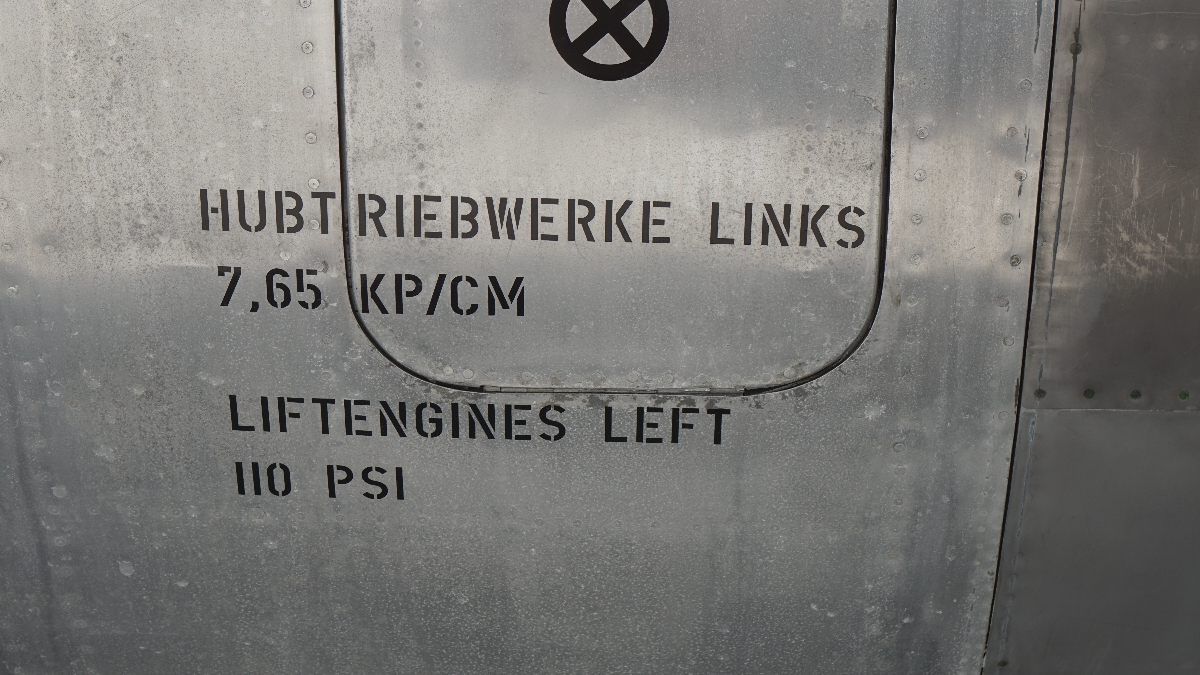 HUBTRIEBWERKE LINKS
7,65 KP/CM
LIFTENGINES LEFT
110 PSI